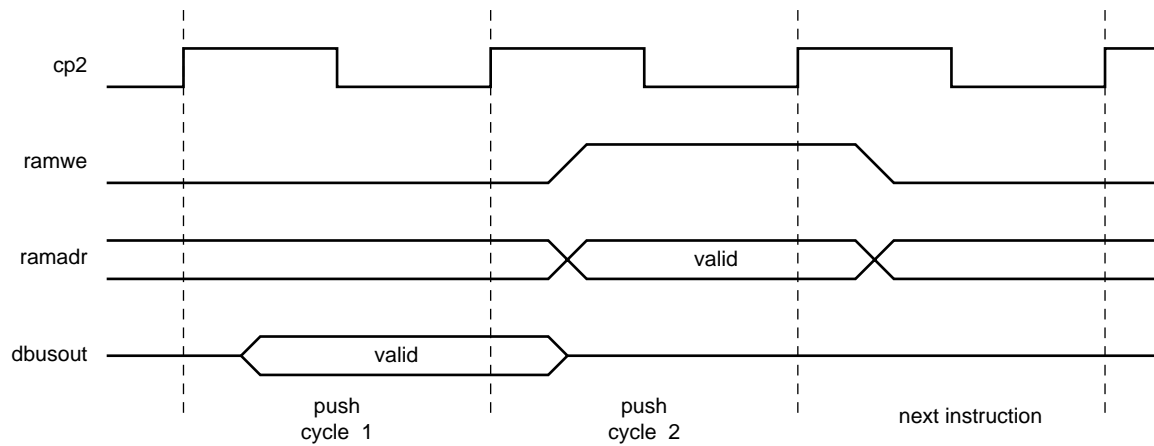 cp2
ramwe
ramadr
valid
dbusout
valid
push
cycle 1
push
cycle 2
next instruction